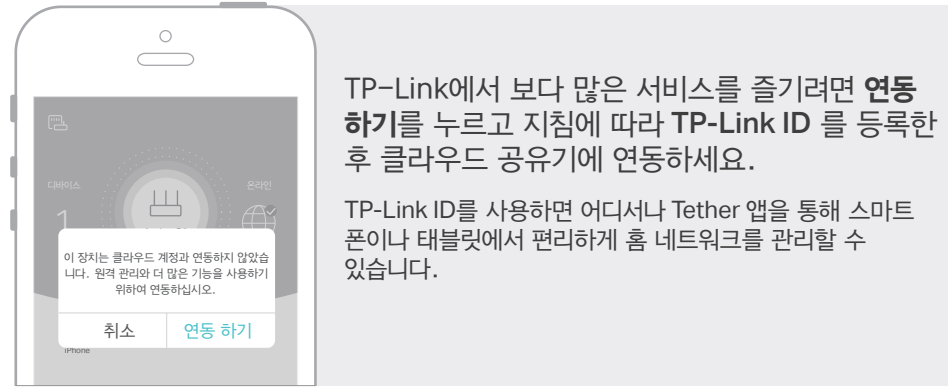 디바이스
온라인
1
이 장치는 클라우드 계정과 연동하지 않았습
니다. 원격 관리와 더 많은 기능을 사용하기
위하여 연동하십시오.
취소
연동 하기
iPhone
TP-Link에서 보다 많은 서비스를 즐기려면 연동
하기를 누르고 지침에 따라 TP-Link ID 를 등록한
후 클라우드 공유기에 연동하세요.
TP-Link ID를 사용하면 어디서나 Tether 앱을 통해 스마트
폰이나 태블릿에서 편리하게 홈 네트워크를 관리할 수
있습니다.